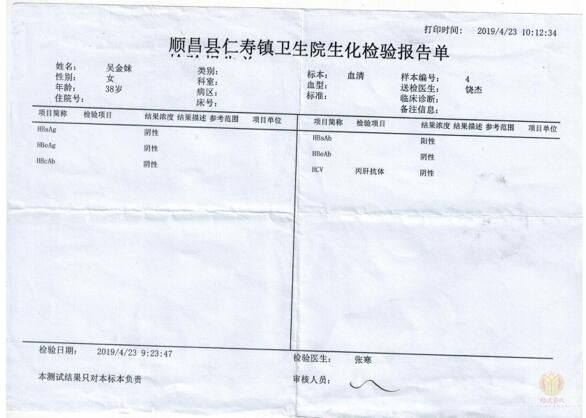 打印时间: 2019/4/23 10:12:34
顺昌县仁寿镇卫生院生化检验报告单
姓名: 吴金妹 类别: 标本: 血清 样本编号: 4
性别: 女 科室: 血型: 送检医生: 饶杰
年龄: 38岁 病区: 标准: 临床诊断:
住院号: 床号: 备注信息:
项目简称 检验项目 结果浓度 结果描述 参考范围 项目单位
HBsAg 阴性
HBeAg 阴性
HBcAb 阴性
项目简称 检验项目 结果浓度 结果描述 参考范围 项目单位
HBsAb 阳性
HBeAb 阴性
HCV 丙肝抗体 阴性
检验日期: 2019/4/23 9:23:47 检验医生: 张寒
本测试结果只对本标本负责 审核人员: